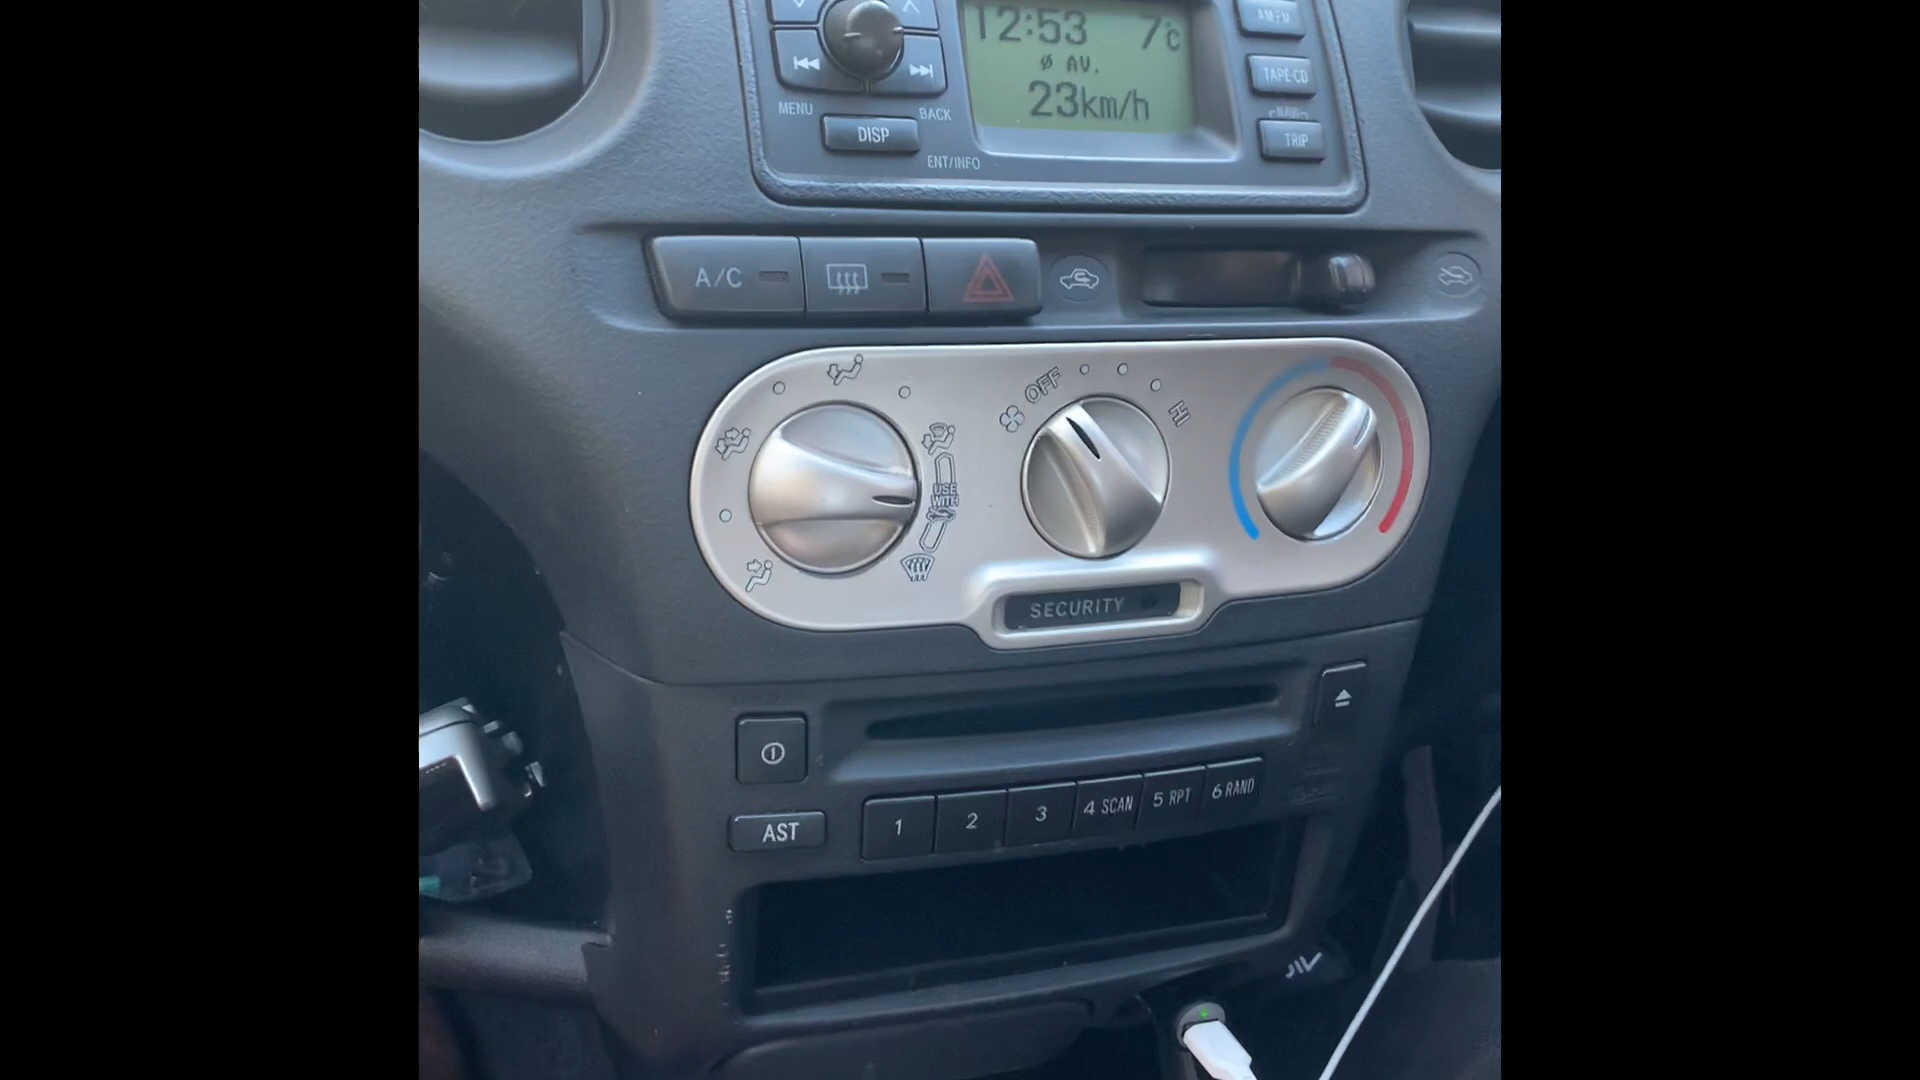 12:53 7°c
Ø AV.
23km/h
AM·FM
TAPE·CD
NAVI
TRIP
MENU
BACK
DISP
ENT/INFO
A/C
OFF
HI
USE
WITH
SECURITY
AST
1 2 3 4 SCAN 5 RPT 6 RAND